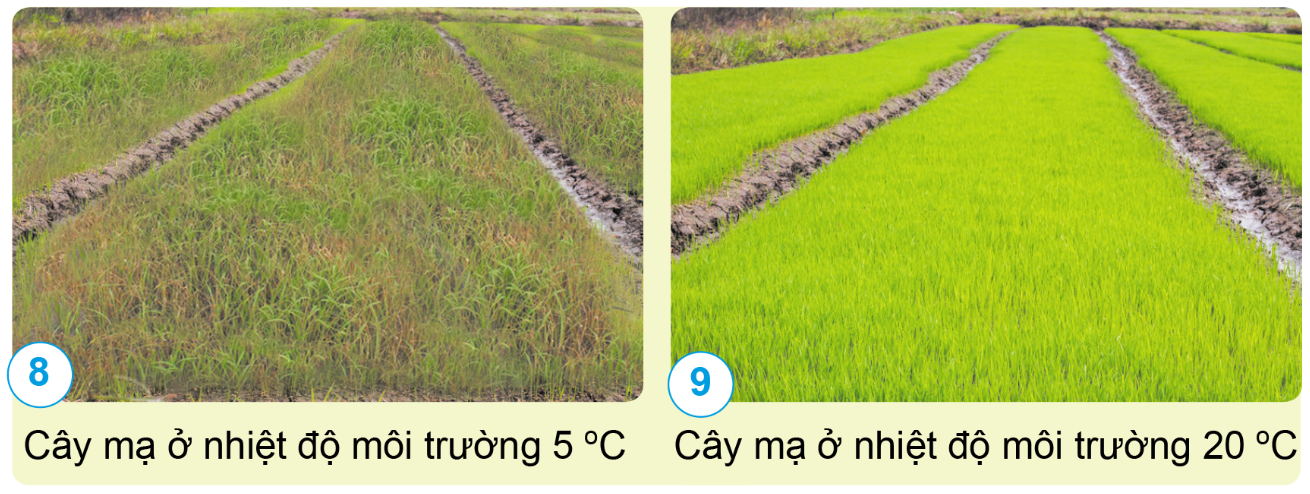 8
Cây mạ ở nhiệt độ môi trường 5 ºC
9
Cây mạ ở nhiệt độ môi trường 20 ºC